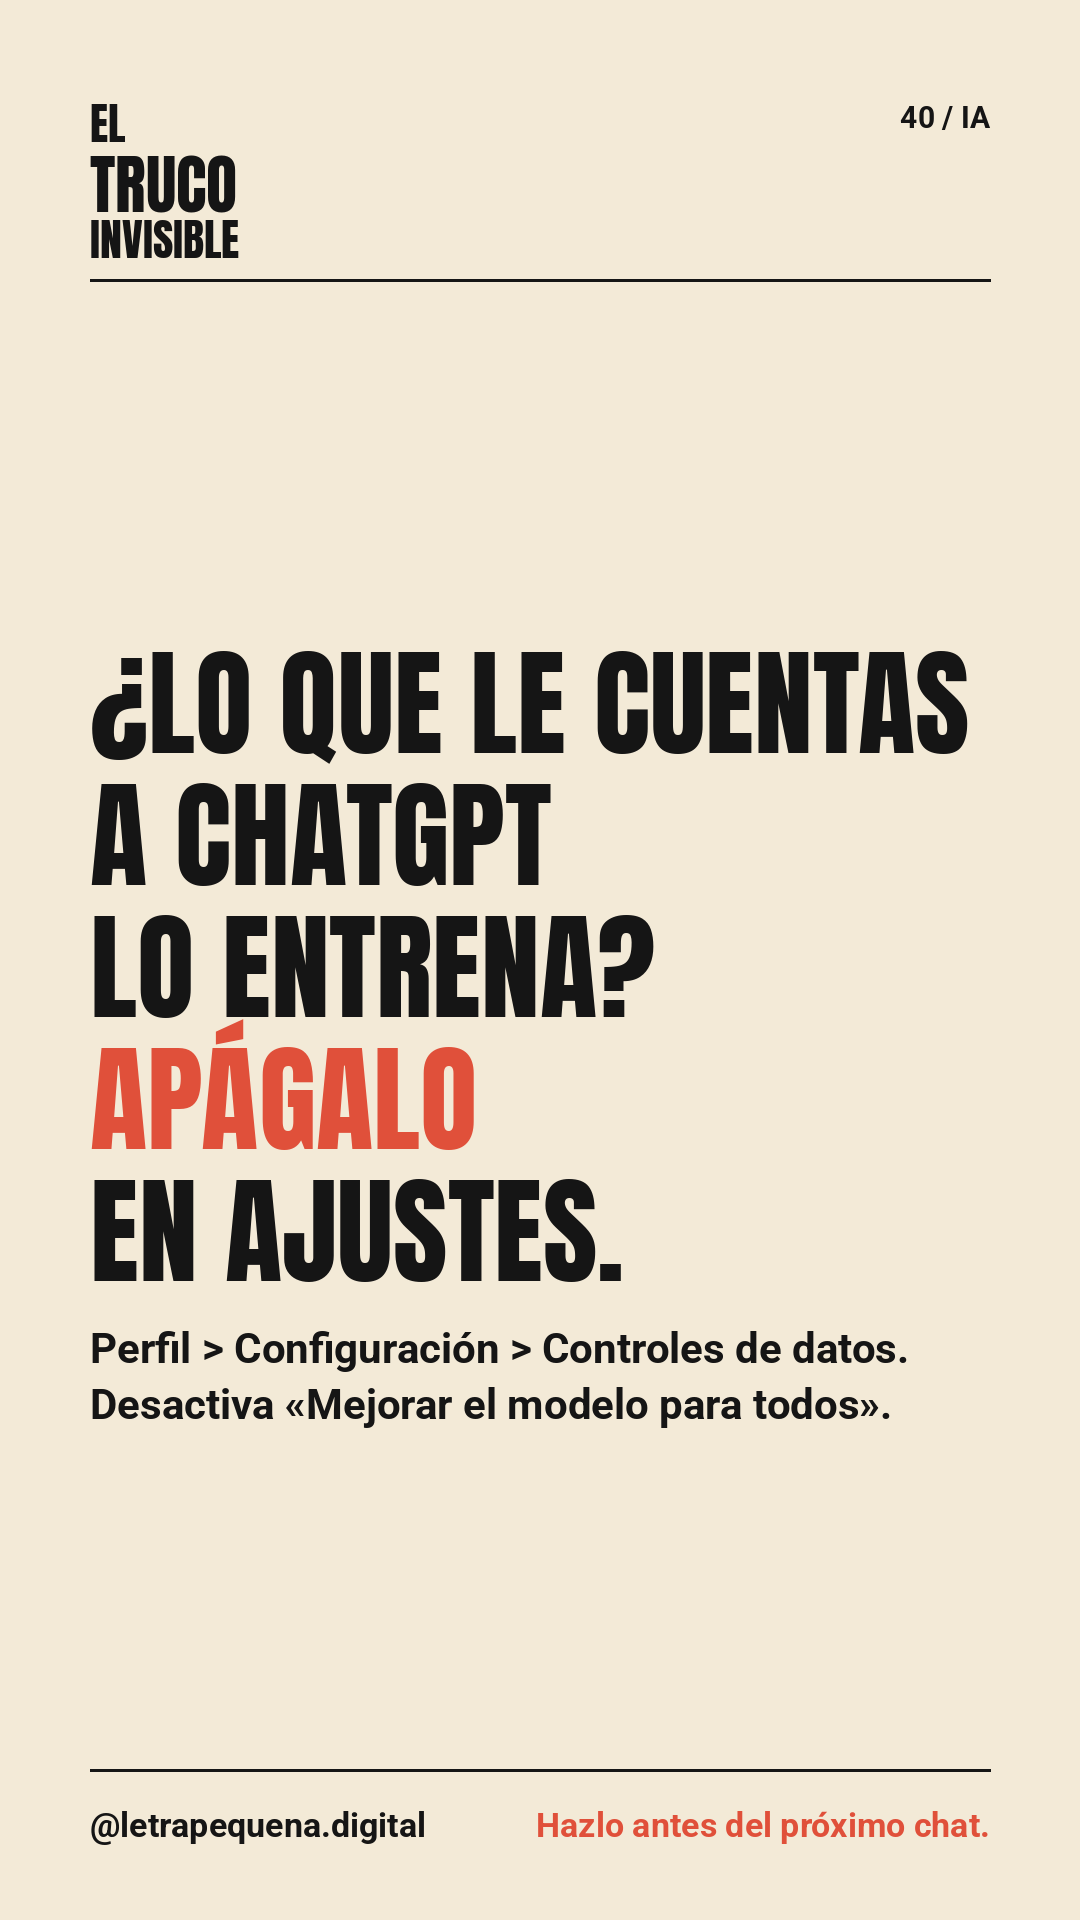 EL
TRUCO
INVISIBLE
40 / IA
¿LO QUE LE CUENTAS
A CHATGPT
LO ENTRENA?
APÁGALO
EN AJUSTES.
Perfil > Configuración > Controles de datos.
Desactiva «Mejorar el modelo para todos».
@letrapequena.digital
Hazlo antes del próximo chat.